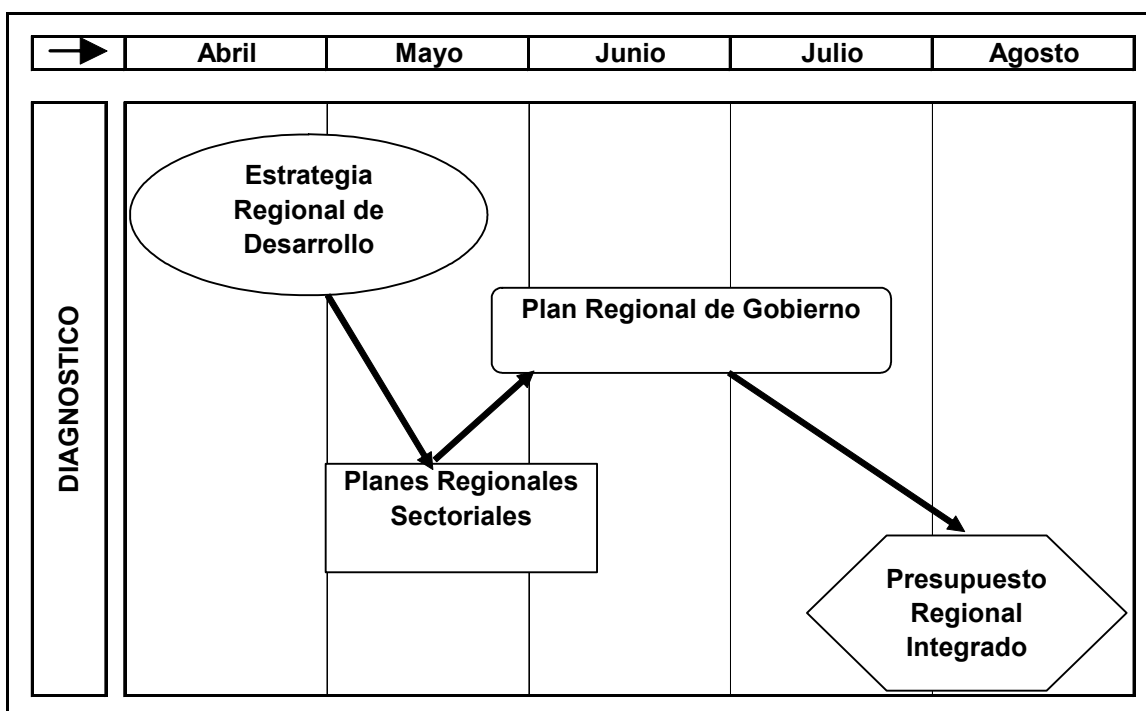 Abril Mayo Junio Julio Agosto
DIAGNOSTICO
Estrategia
Regional de
Desarrollo
Plan Regional de Gobierno
Planes Regionales
Sectoriales
Presupuesto
Regional
Integrado